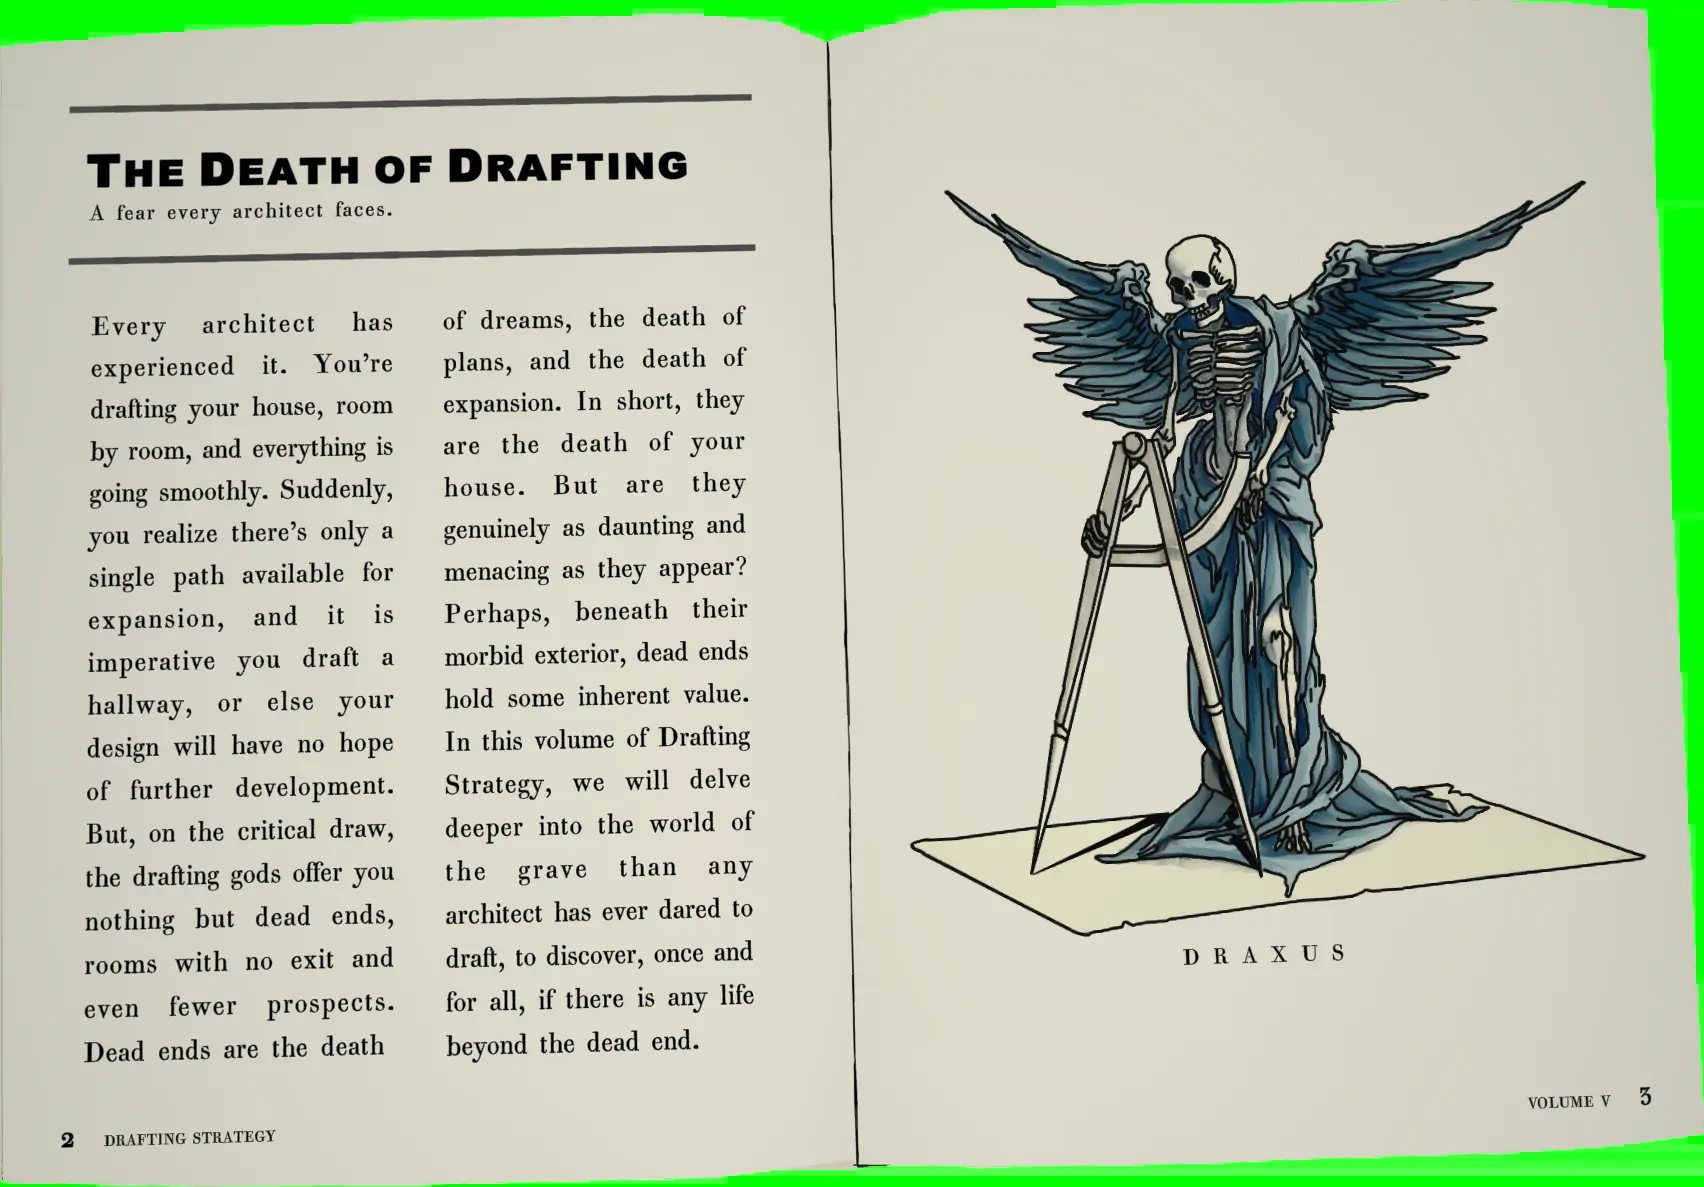 THE DEATH OF DRAFTING
A fear every architect faces.
Every architect has
experienced it. You're
drafting your house, room
by room, and everything is
going smoothly. Suddenly,
you realize there's only a
single path available for
expansion, and it is
imperative you draft a
hallway, or else your
design will have no hope
of further development.
But, on the critical draw,
the drafting gods offer you
nothing but dead ends,
rooms with no exit and
even fewer prospects.
Dead ends are the death
of dreams, the death of
plans, and the death of
expansion. In short, they
are the death of your
house. But are they
genuinely as daunting and
menacing as they appear?
Perhaps, beneath their
morbid exterior, dead ends
hold some inherent value.
In this volume of Drafting
Strategy, we will delve
deeper into the world of
the grave than any
architect has ever dared to
draft, to discover, once and
for all, if there is any life
beyond the dead end.
2 DRAFTING STRATEGY
DRAXUS
VOLUME V 3